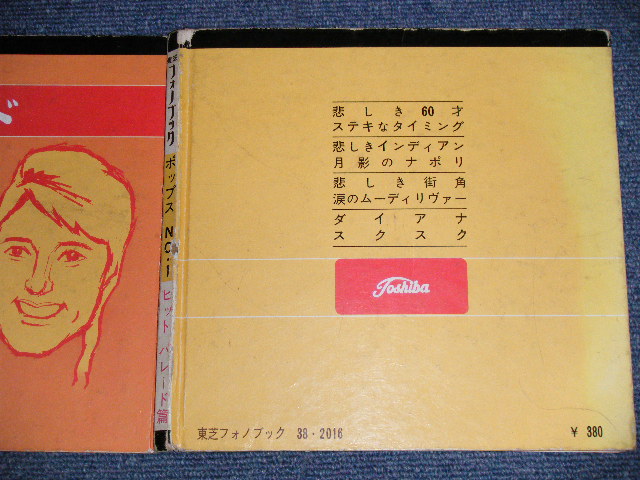 ド
東芝フォノブック ポップス NO.1 ヒットパレード篇
悲しき60才
ステキなタイミング
悲しきインディアン
月影のナポリ
悲しき街角
涙のムーディリヴァー
ダイアナ
スクスク
Toshiba
東芝フォノブック 38・2016
¥ 380